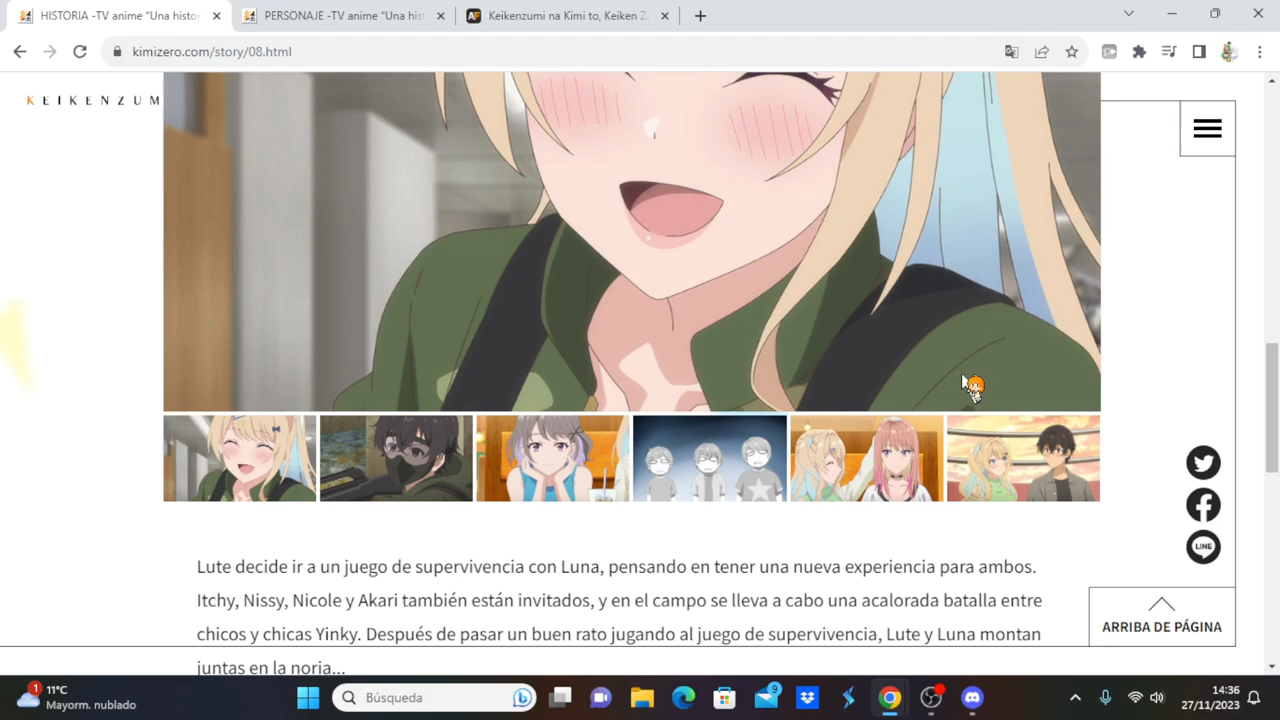 HISTORIA -TV anime “Una histor
PERSONAJE -TV anime “Una his
AF
Keikenzumi na Kimi to, Keiken Z
kimizero.com/story/08.html
KEIKENZUM
LINE
Lute decide ir a un juego de supervivencia con Luna, pensando en tener una nueva experiencia para ambos.
Itchy, Nissy, Nicole y Akari también están invitados, y en el campo se lleva a cabo una acalorada batalla entre
chicos y chicas Yinky. Después de pasar un buen rato jugando al juego de supervivencia, Lute y Luna montan
juntas en la noria...
ARRIBA DE PÁGINA
1
11°C
Mayorm. nublado
Búsqueda
9
14:36
27/11/2023